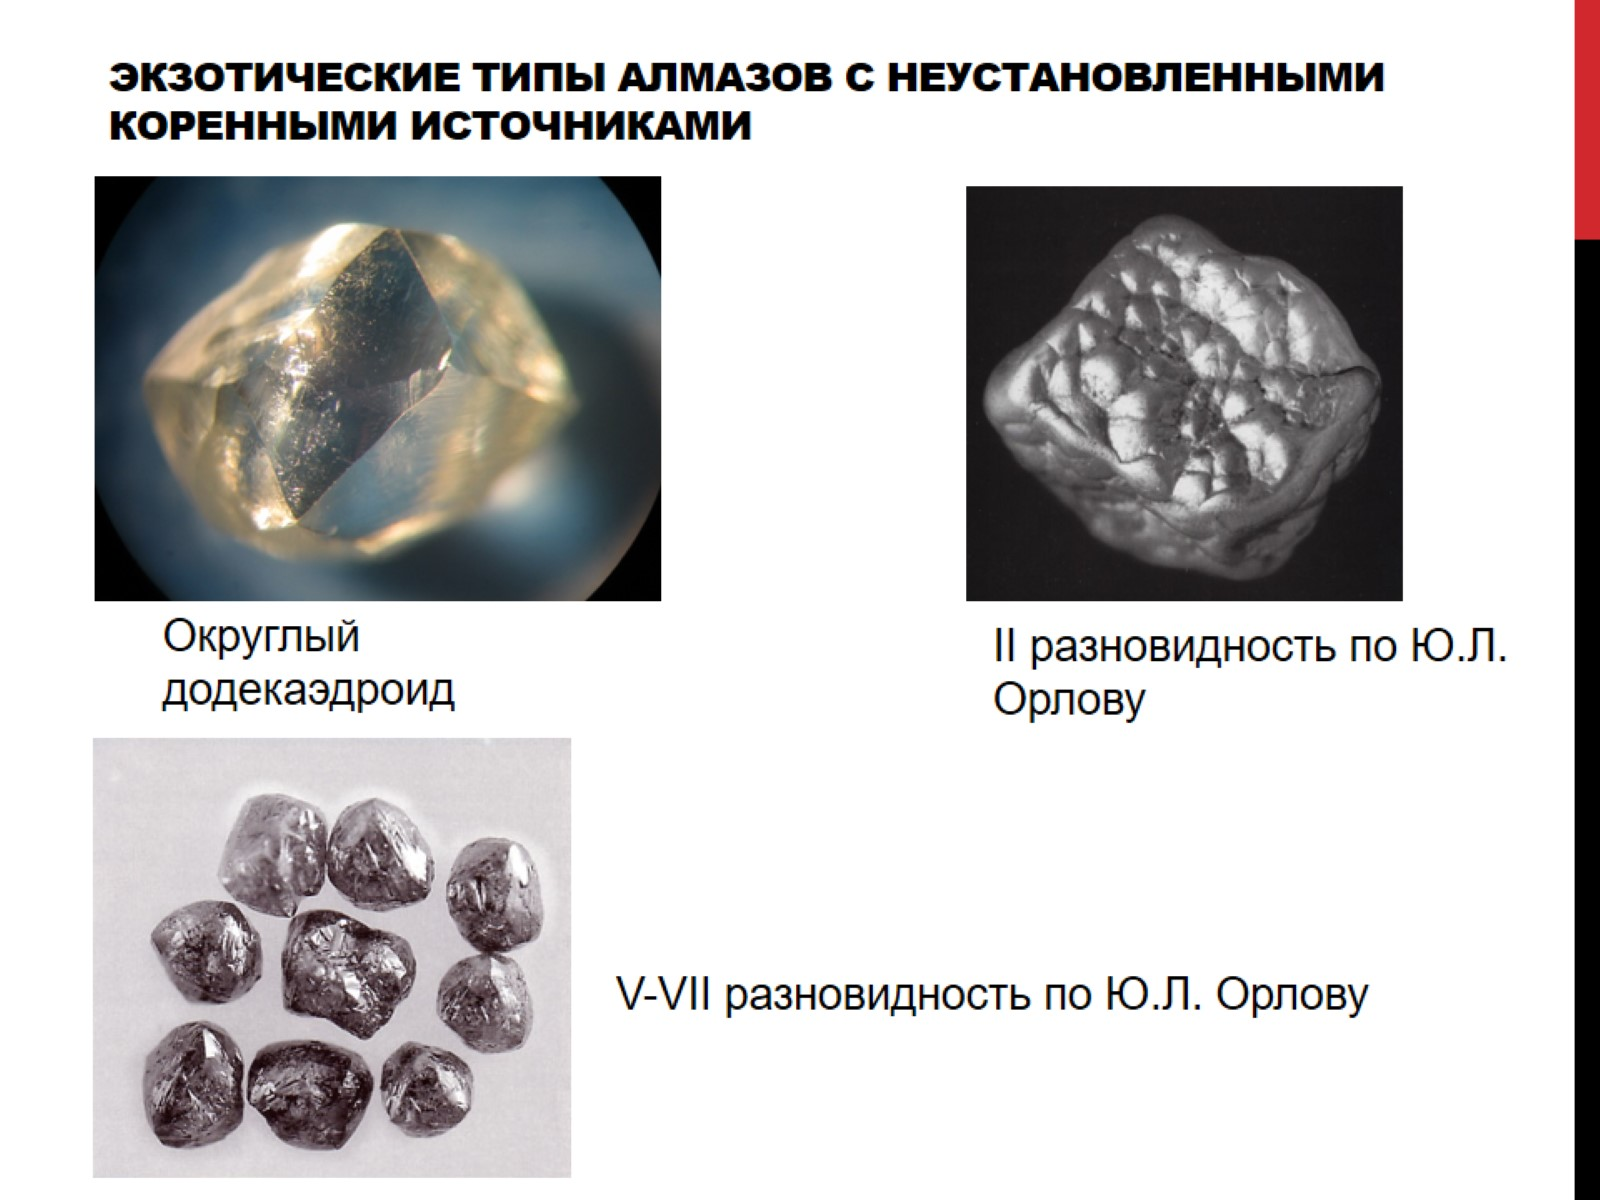 ЭКЗОТИЧЕСКИЕ ТИПЫ АЛМАЗОВ С НЕУСТАНОВЛЕННЫМИ
КОРЕННЫМИ ИСТОЧНИКАМИ
Округлый
додекаэдроид
II разновидность по Ю.Л.
Орлову
V-VII разновидность по Ю.Л. Орлову